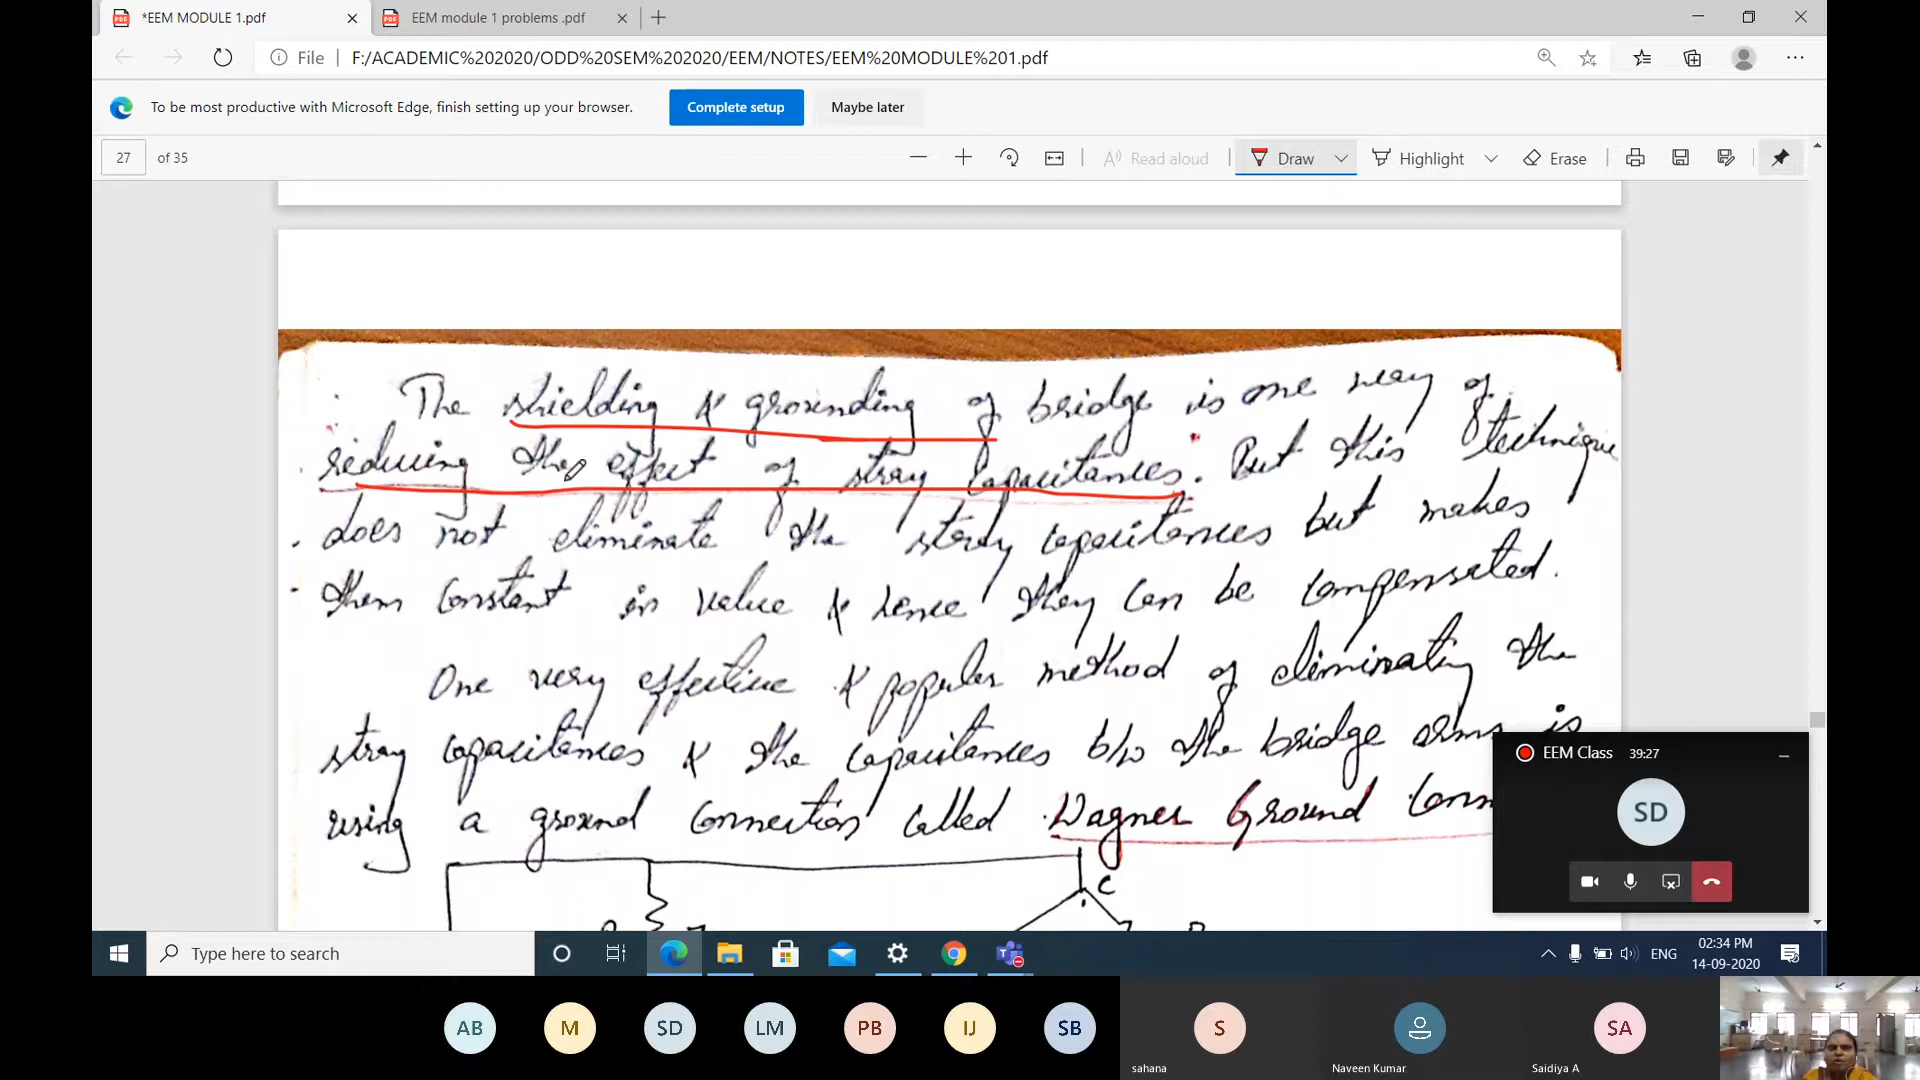 *EEM MODULE 1.pdf
EEM module 1 problems .pdf
File
F:/ACADEMIC%202020/ODD%20SEM%202020/EEM/NOTES/EEM%20MODULE%201.pdf
To be most productive with Microsoft Edge, finish setting up your browser.
Complete setup
Maybe later
27
of 35
Read aloud
Draw
Highlight
Erase
The shielding & grounding of bridge is one way of
reducing the effect of stray capacitances. But this technique
does not eliminate the stray capacitances but makes
them constant in value & hence they can be compensated.
One very effective & popular method of eliminating the
stray capacitances & the capacitances b/w the bridge arms is
using a ground connection called Wagner Ground Conn
C
EEM Class
39:27
SD
Type here to search
ENG
02:34 PM
14-09-2020
AB
M
SD
LM
PB
IJ
SB
S
sahana
Naveen Kumar
SA
Saidiya A